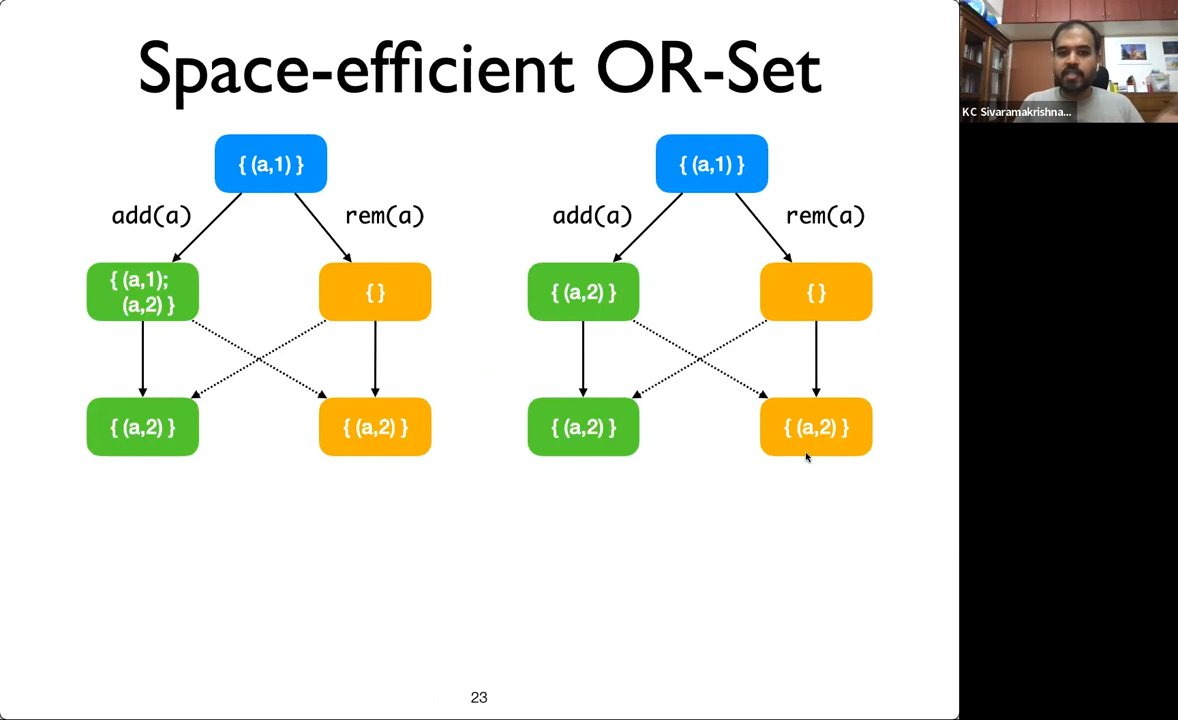 Space-efficient OR-Set
KC Sivaramakrishna...
{ (a,1) }
{ (a,1) }
add(a)
rem(a)
add(a)
rem(a)
{ (a,1);
(a,2) }
{ }
{ (a,2) }
{ }
{ (a,2) }
{ (a,2) }
{ (a,2) }
{ (a,2) }
23